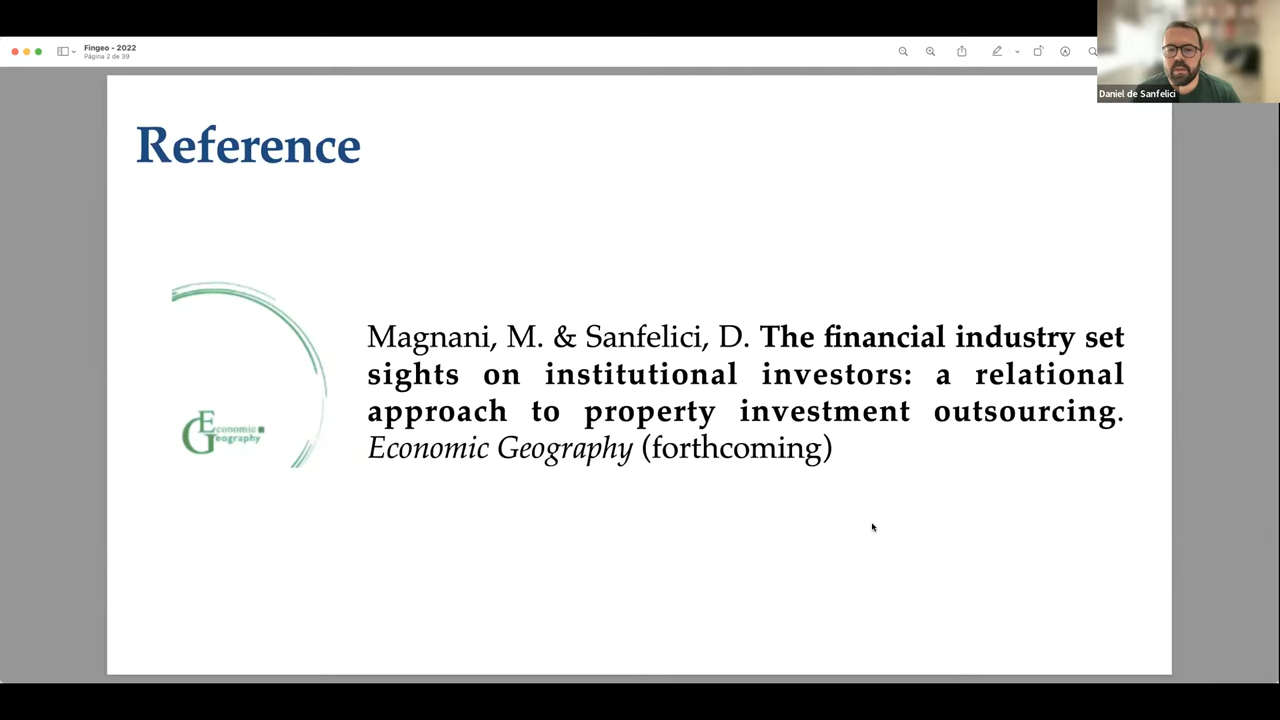 Fingeo - 2022
Página 2 de 39
Daniel de Sanfelici
Reference
Magnani, M. & Sanfelici, D. The financial industry set
sights on institutional investors: a relational
approach to property investment outsourcing.
Economic Geography (forthcoming)
Economic
Geography